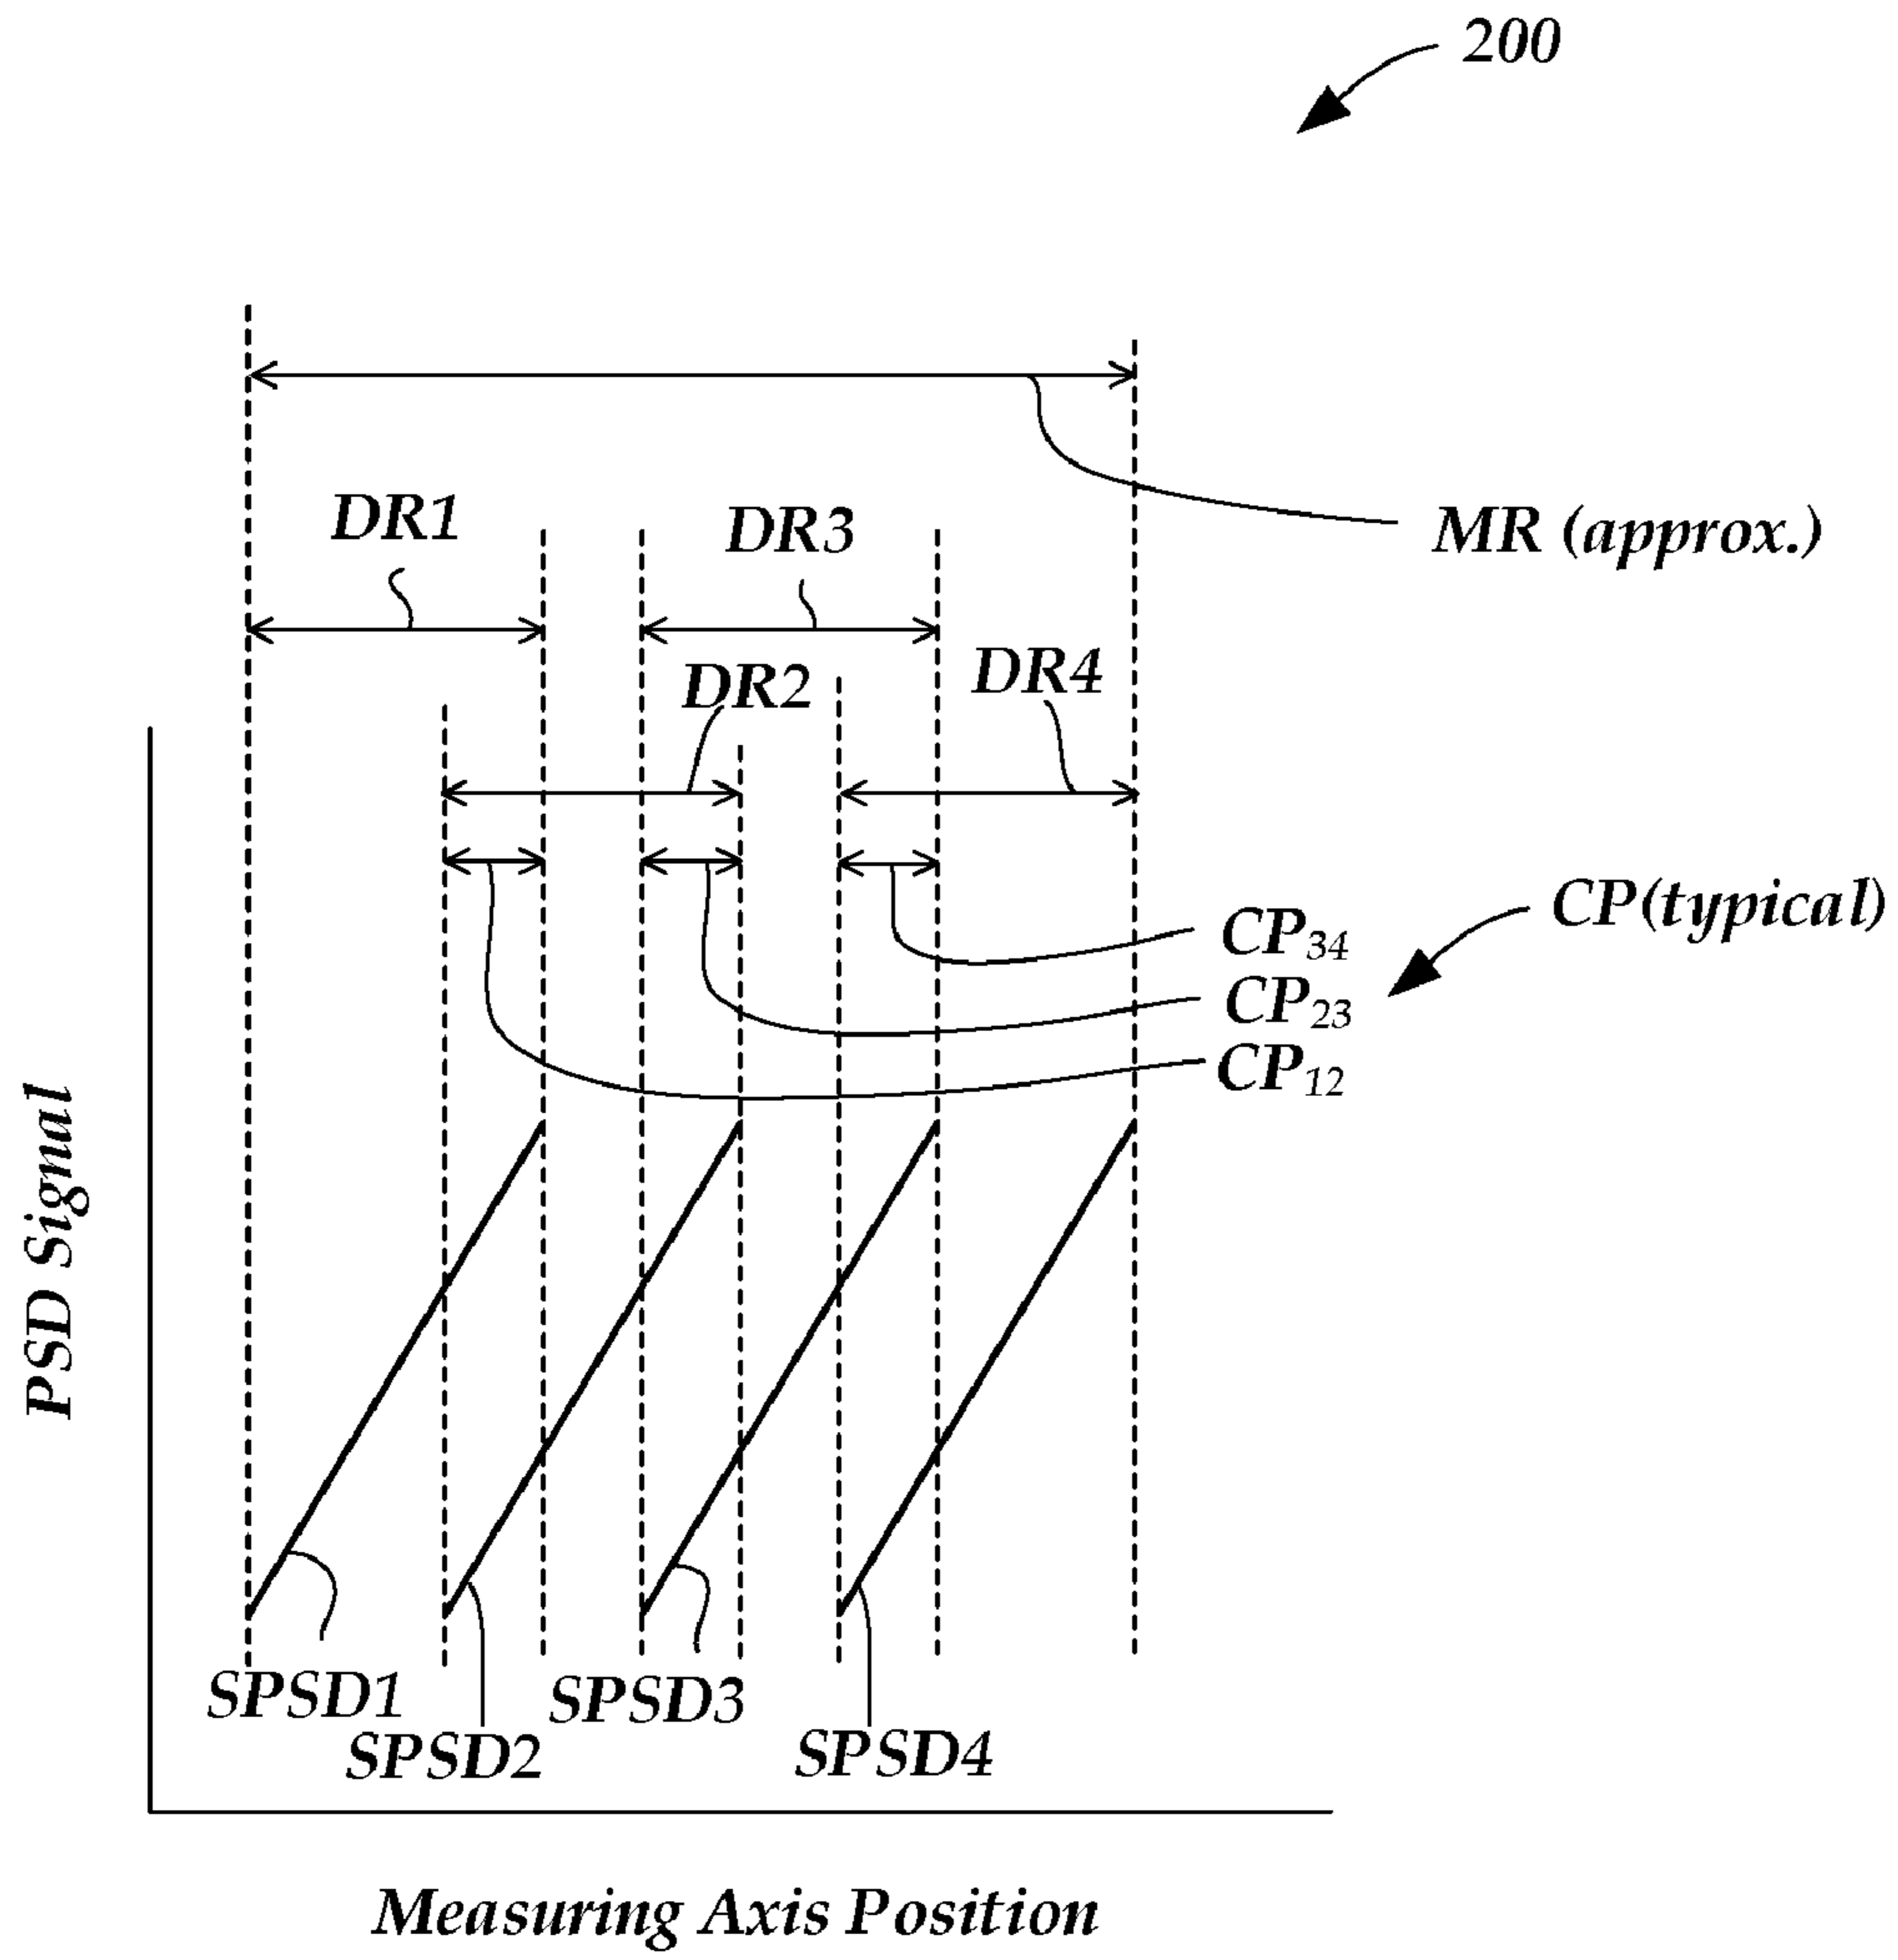 200
MR (approx.)
DR1
DR3
DR2
DR4
CP(typical)
CP34
CP23
CP12
PSD Signal
SPSD1
SPSD2
SPSD3
SPSD4
Measuring Axis Position